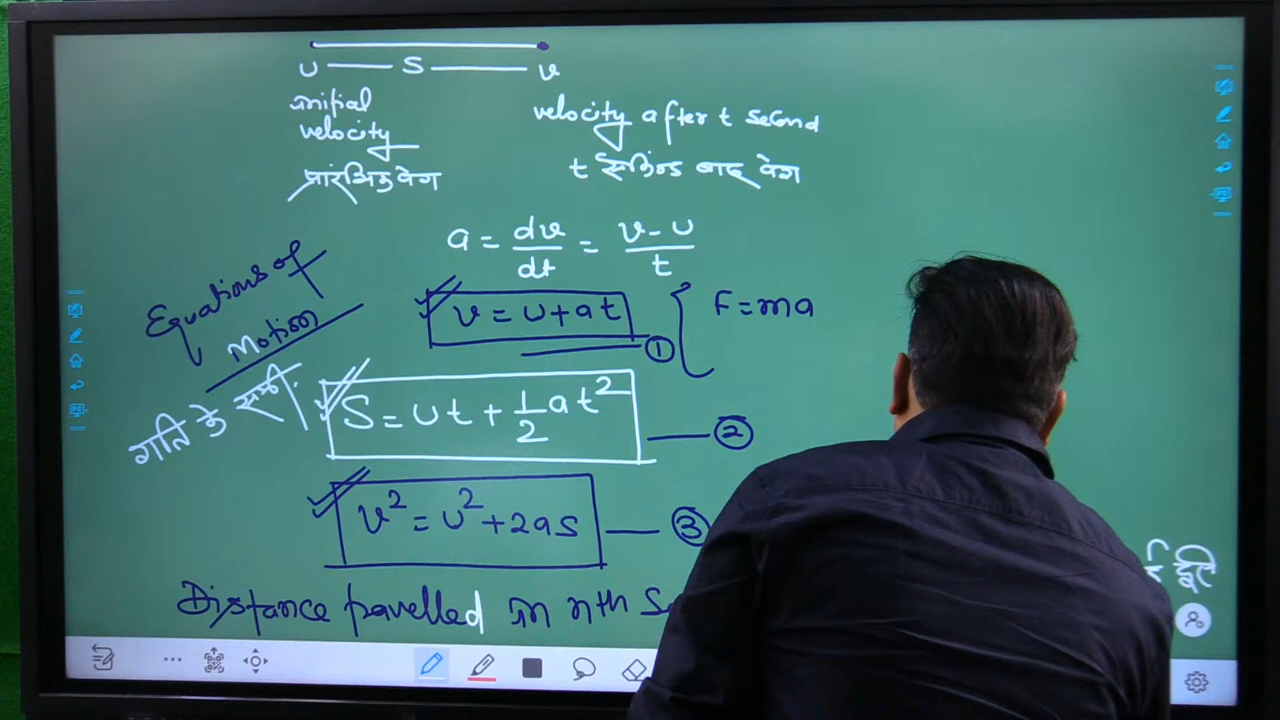 u — S — v
initial
velocity
प्रारंभिक वेग
velocity after t second
t सेकेंड बाद वेग
a = dv/dt = v-u/t
Equations of
Motion
गति के समी.
v = u+at ①
F=ma
S = ut + 1/2 at² — ②
v² = u²+2as — ③
Distance travelled in nth Se